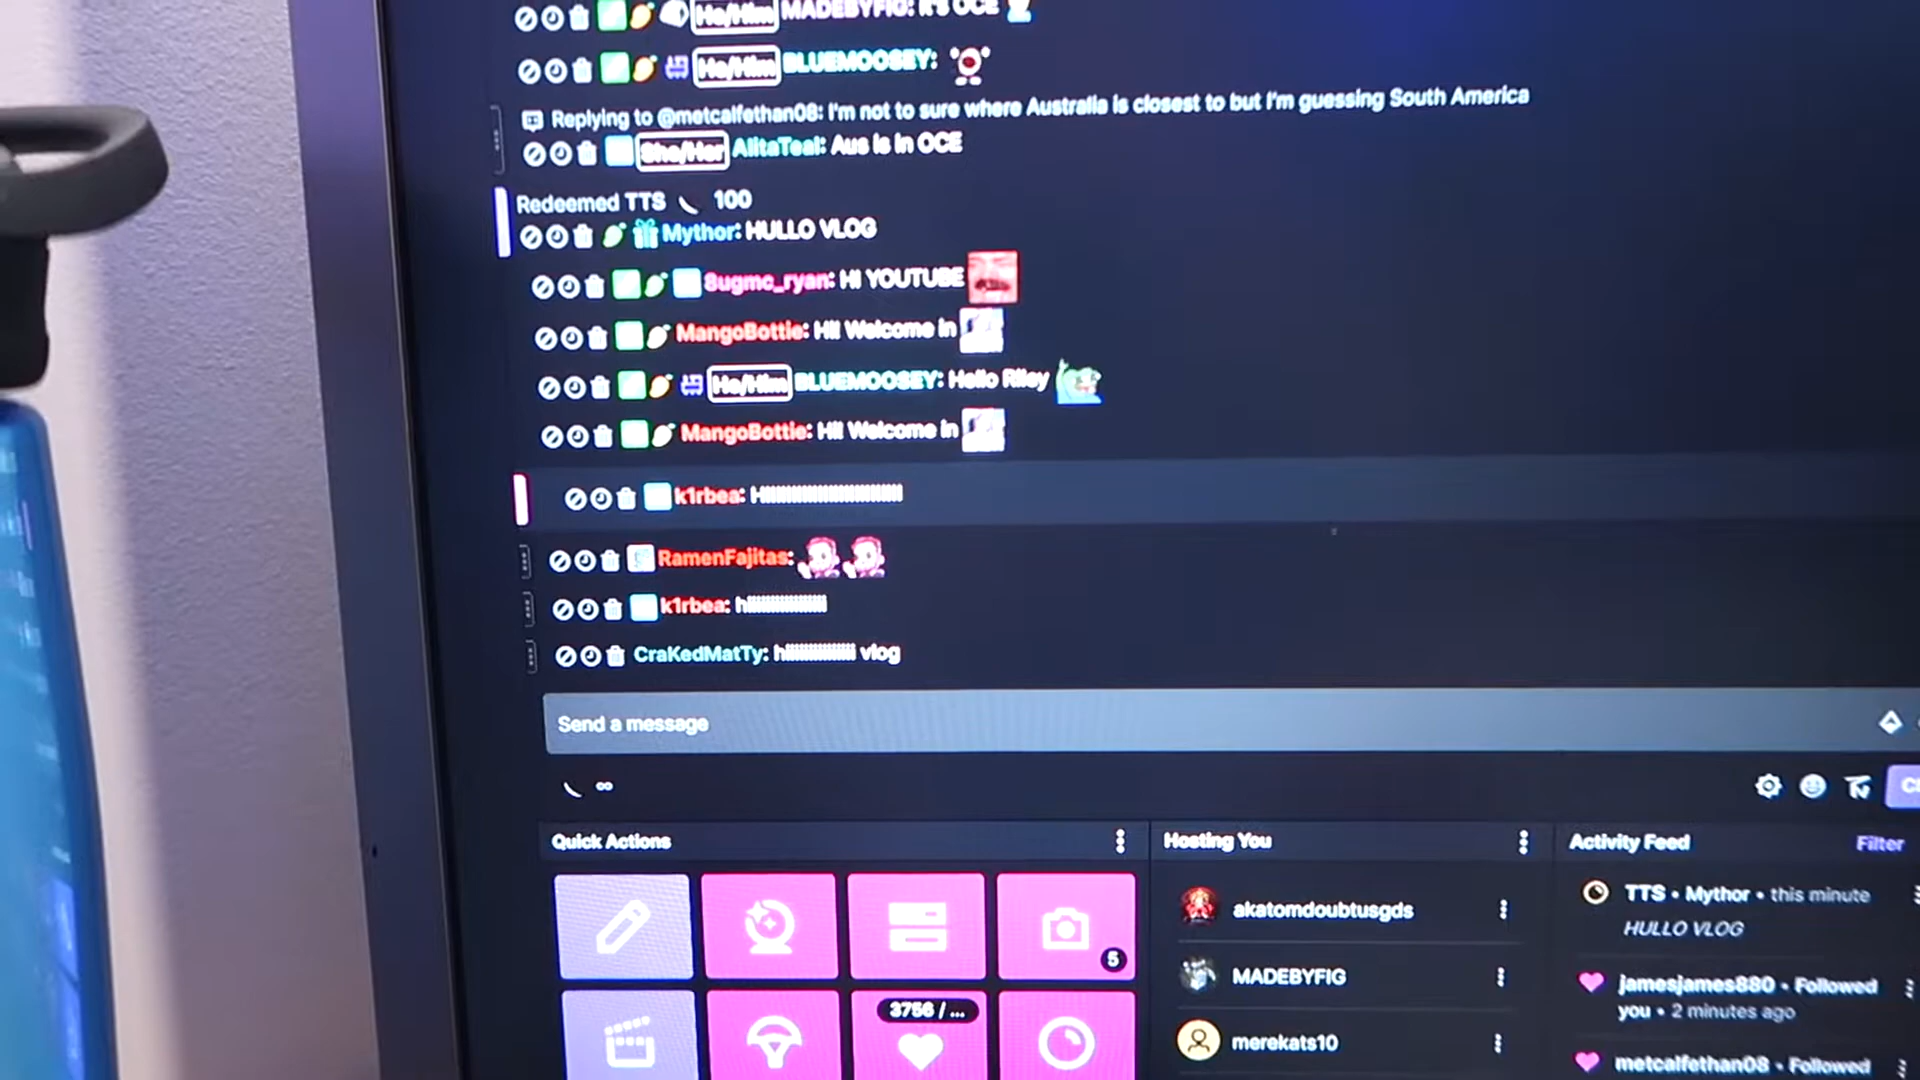 He/Him MADEBYFIG: It's OCE
He/Him BLUEMOOSEY:
Replying to @metcalfethan08: I'm not to sure where Australia is closest to but I'm guessing South America
She/Her AlitaTeal: Aus is in OCE
Redeemed TTS 100
Mythor: HULLO VLOG
8ugmc_ryan: HI YOUTUBE
MangoBottle: HI! Welcome in
He/Him BLUEMOOSEY: Hello Riley
MangoBottle: HI! Welcome in
k1rbea:
RamenFajitas:
k1rbea:
CraKedMatTy: vlog
Send a message
∞
Quick Actions
Hosting You
Activity Feed
Filter
akatomdoubtusgds
TTS • Mythor • this minute
HULLO VLOG
5
MADEBYFIG
jamesjames880 • Followed
you • 2 minutes ago
3756 / ...
merekats10
metcalfethan08 • Followed